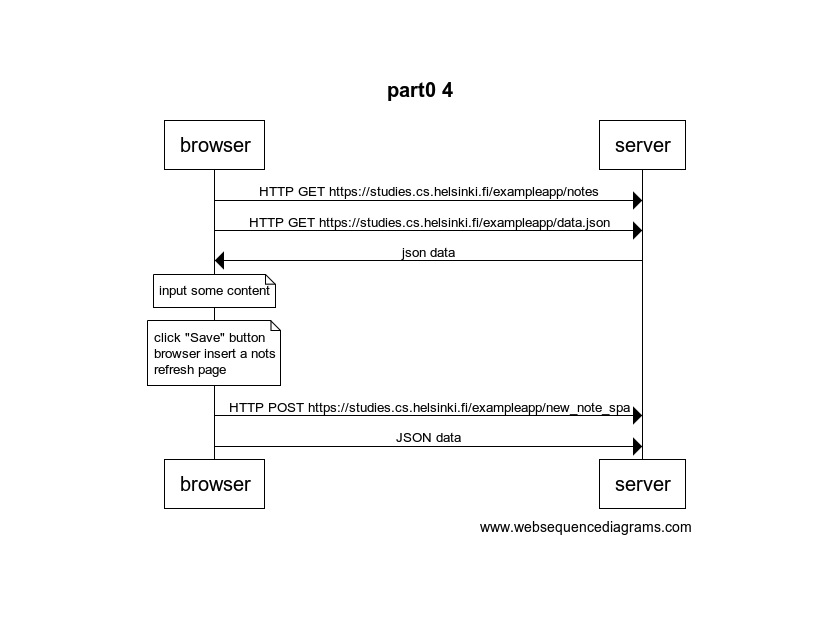 part0 4
browser
server
HTTP GET https://studies.cs.helsinki.fi/exampleapp/notes
HTTP GET https://studies.cs.helsinki.fi/exampleapp/data.json
json data
input some content
click "Save" button
browser insert a nots
refresh page
HTTP POST https://studies.cs.helsinki.fi/exampleapp/new_note_spa
JSON data
browser
server
www.websequencediagrams.com